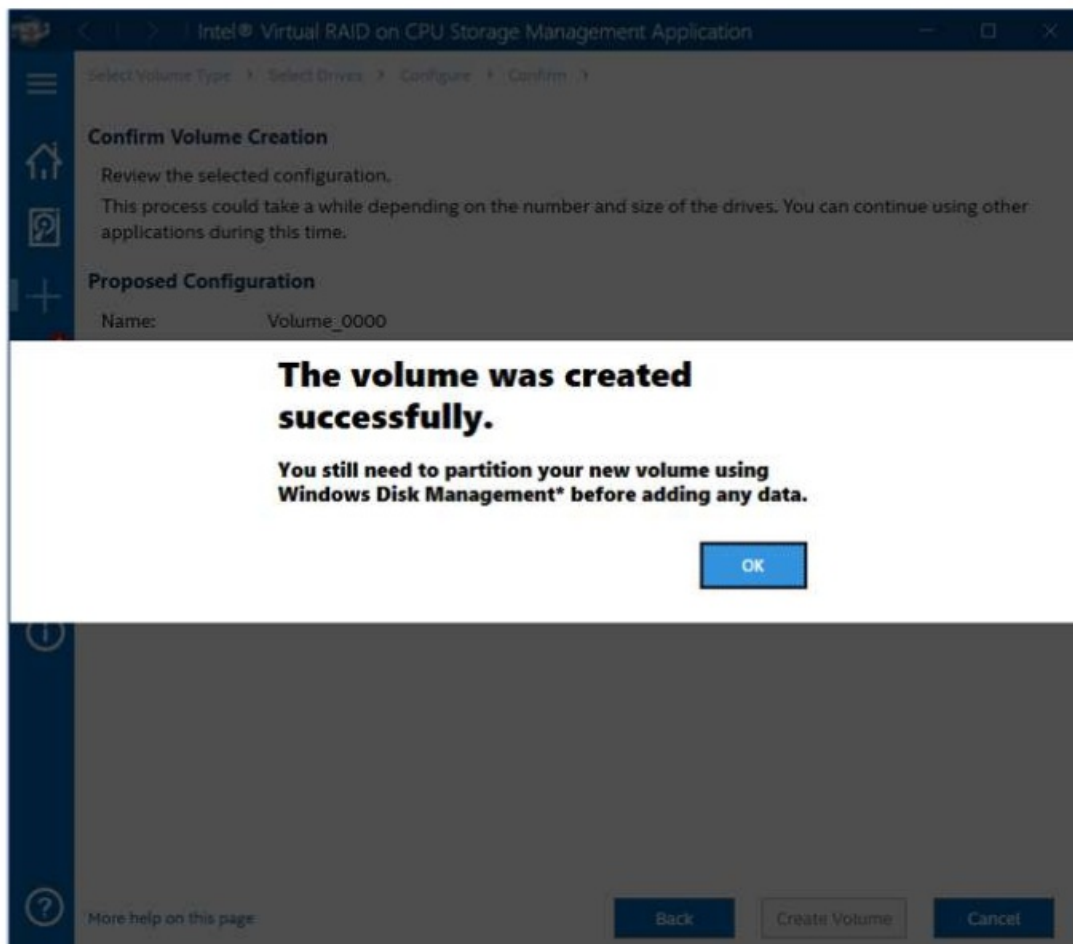 Intel® Virtual RAID on CPU Storage Management Application
Select Volume Type > Select Drives > Configure > Confirm >
Confirm Volume Creation
Review the selected configuration.
This process could take a while depending on the number and size of the drives. You can continue using other
applications during this time.
Proposed Configuration
Name: Volume_0000
The volume was created
successfully.
You still need to partition your new volume using
Windows Disk Management* before adding any data.
OK
More help on this page
Back
Create Volume
Cancel